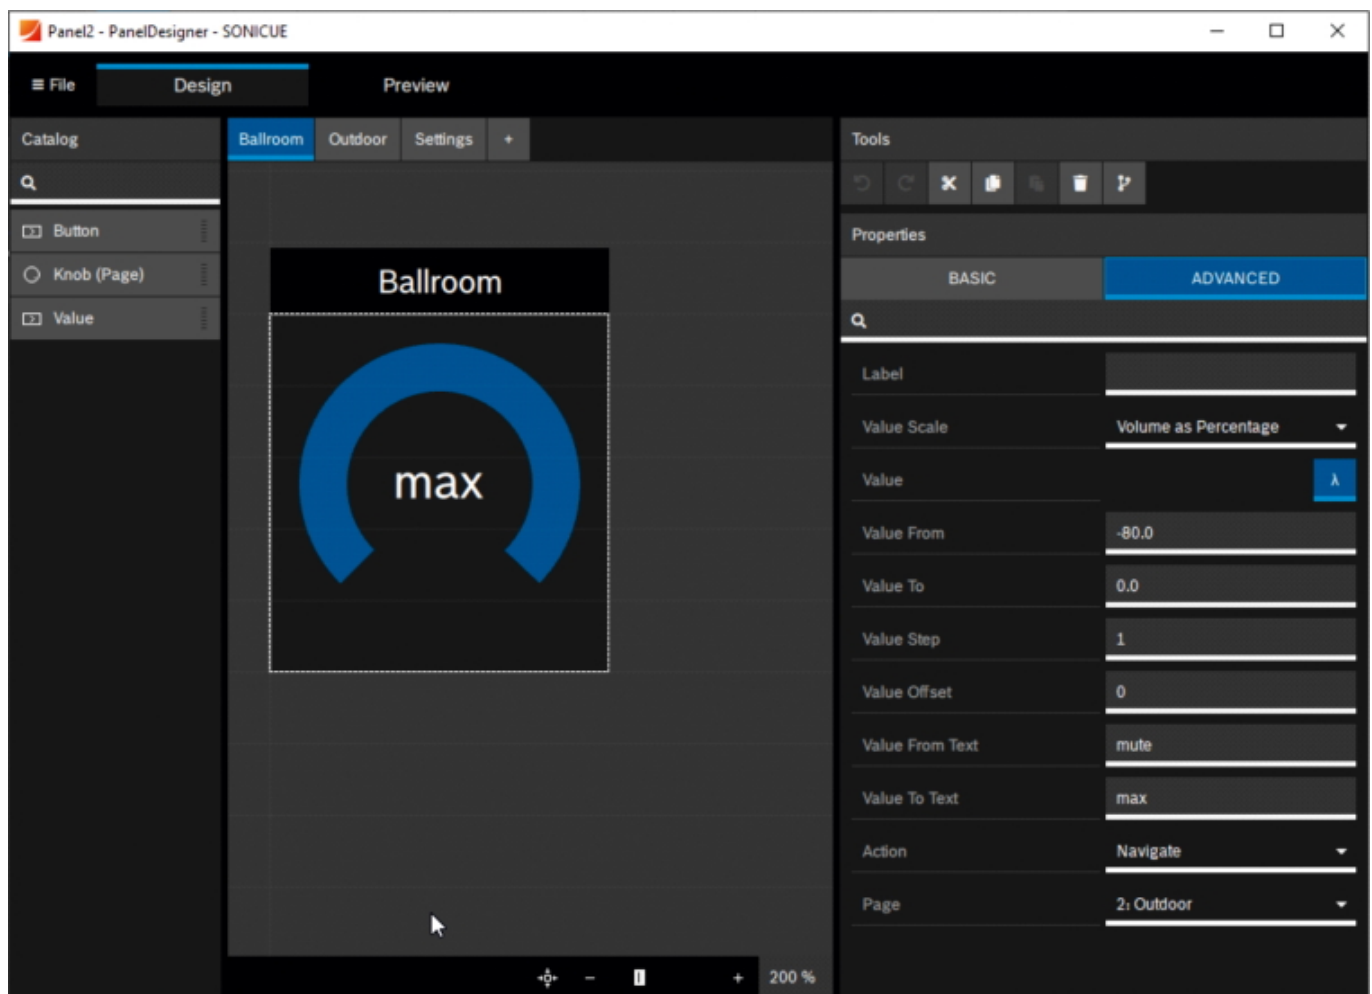 Panel2 - PanelDesigner - SONICUE
File
Design
Preview
Catalog
Ballroom
Outdoor
Settings
+
Tools
Button
Knob (Page)
Value
Ballroom
max
Properties
BASIC
ADVANCED
Label
Value Scale
Volume as Percentage
Value
λ
Value From
-80.0
Value To
0.0
Value Step
1
Value Offset
0
Value From Text
mute
Value To Text
max
Action
Navigate
Page
2: Outdoor
200 %